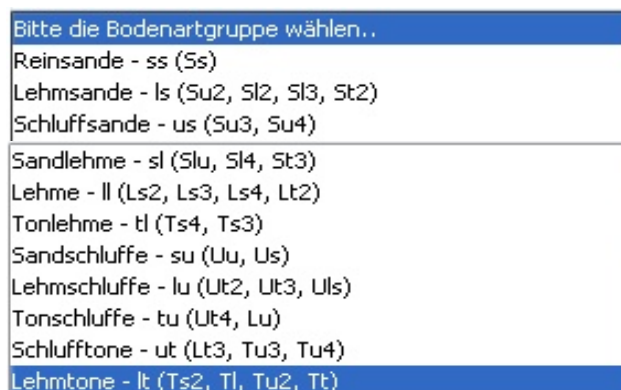 Bitte die Bodenartgruppe wählen..
Reinsande - ss (Ss)
Lehmsande - ls (Su2, Sl2, Sl3, St2)
Schluffsande - us (Su3, Su4)
Sandlehme - sl (Slu, Sl4, St3)
Lehme - ll (Ls2, Ls3, Ls4, Lt2)
Tonlehme - tl (Ts4, Ts3)
Sandschluffe - su (Uu, Us)
Lehmschluffe - lu (Ut2, Ut3, Uls)
Tonschluffe - tu (Ut4, Lu)
Schlufftone - ut (Lt3, Tu3, Tu4)
Lehmtone - lt (Ts2, Tl, Tu2, Tt)